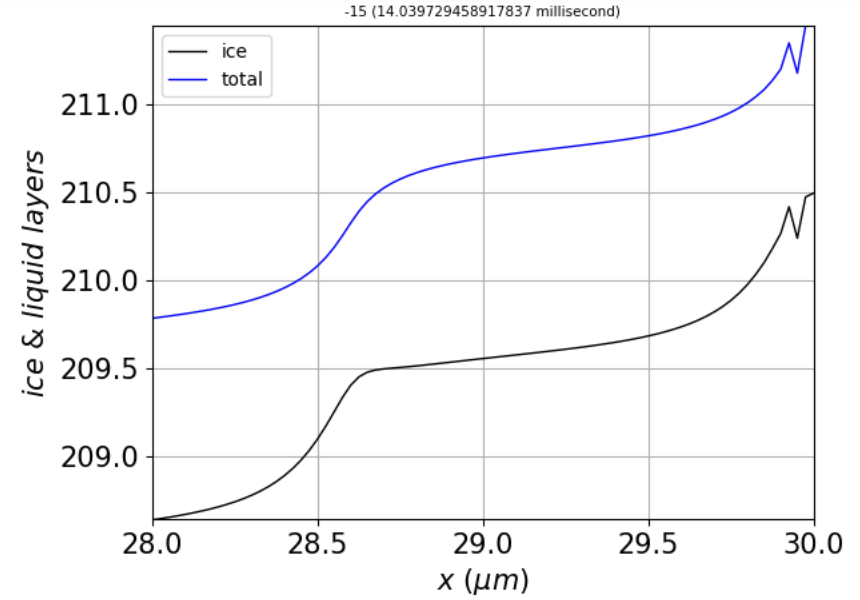 -15 (14.039729458917837 millisecond)
ice
total
211.0
210.5
210.0
209.5
209.0
ice & liquid layers
28.0 28.5 29.0 29.5 30.0
x (μm)